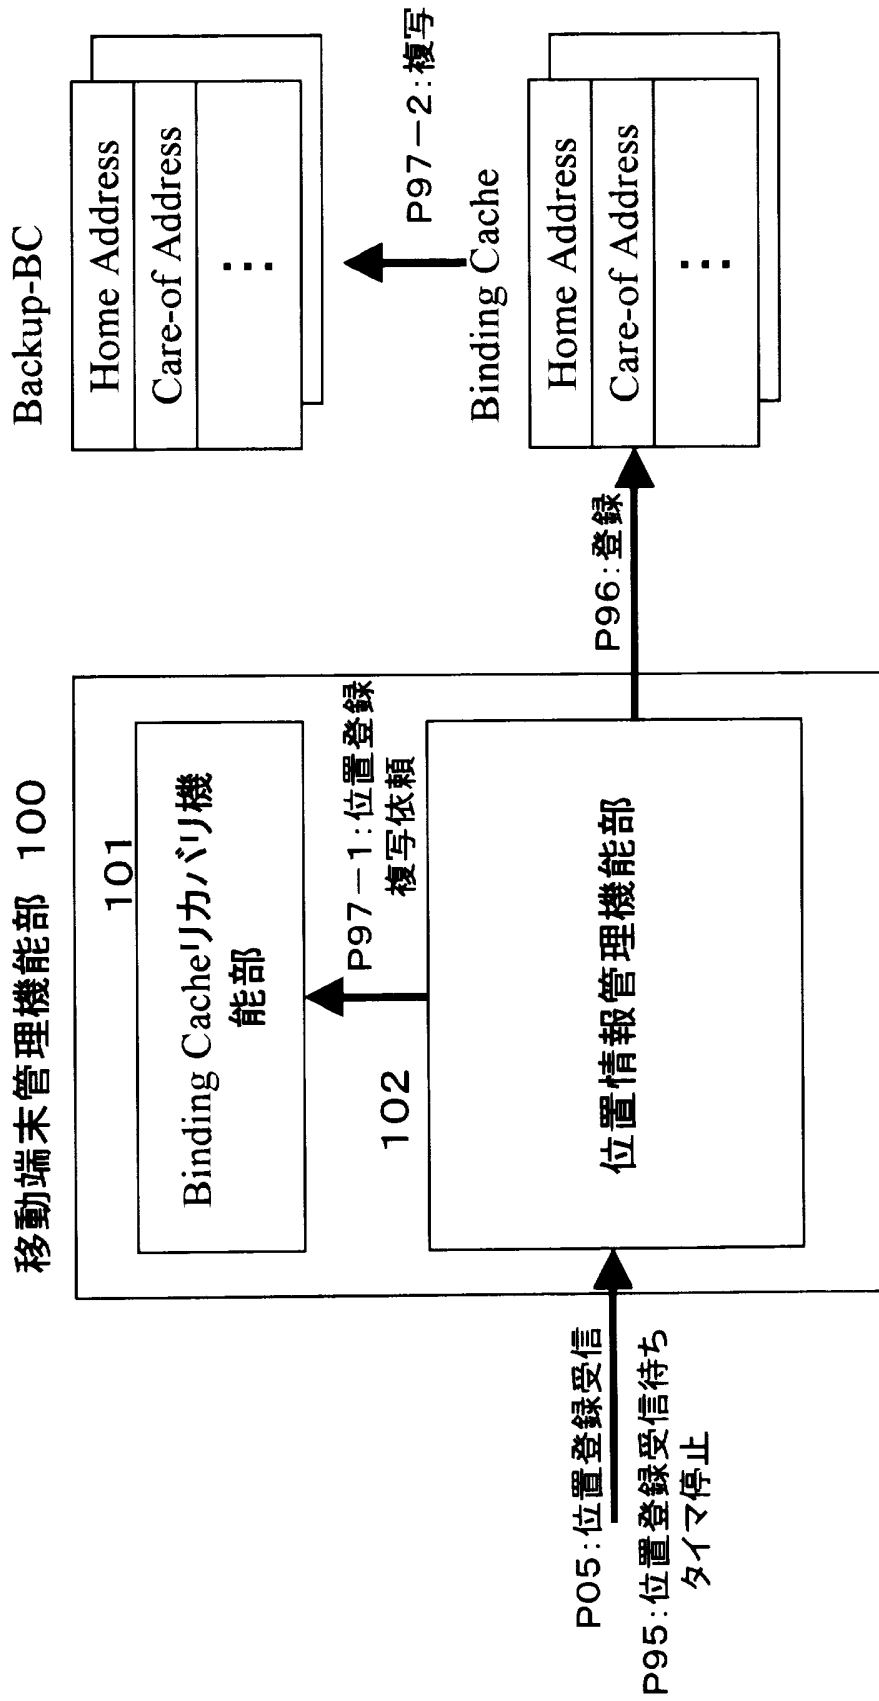 移動端末管理機能部 100
101
Binding Cacheリカバリ機
能部
P97-1:位置登録
複写依頼
102
位置情報管理機能部
P05:位置登録受信
P95:位置登録受信待ち
タイマ停止
P96:登録
Backup-BC
Home Address
Care-of Address
⋮
P97-2:複写
Binding Cache
Home Address
Care-of Address
⋮